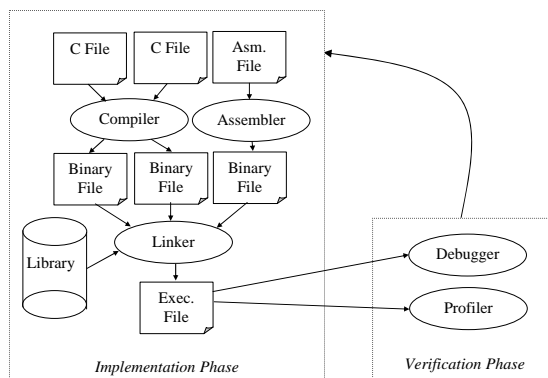 C File
C File
Asm.
File
Compiler
Assembler
Binary
File
Binary
File
Binary
File
Library
Linker
Debugger
Exec.
File
Profiler
Implementation Phase
Verification Phase